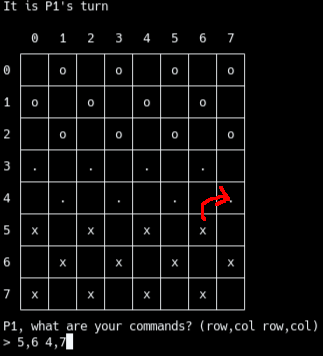 It is P1's turn
0 1 2 3 4 5 6 7
0 o o o o
1 o o o o
2 o o o o
3 . . . .
4 . . . .
5 x x x x
6 x x x x
7 x x x x
P1, what are your commands? (row,col row,col)
> 5,6 4,7